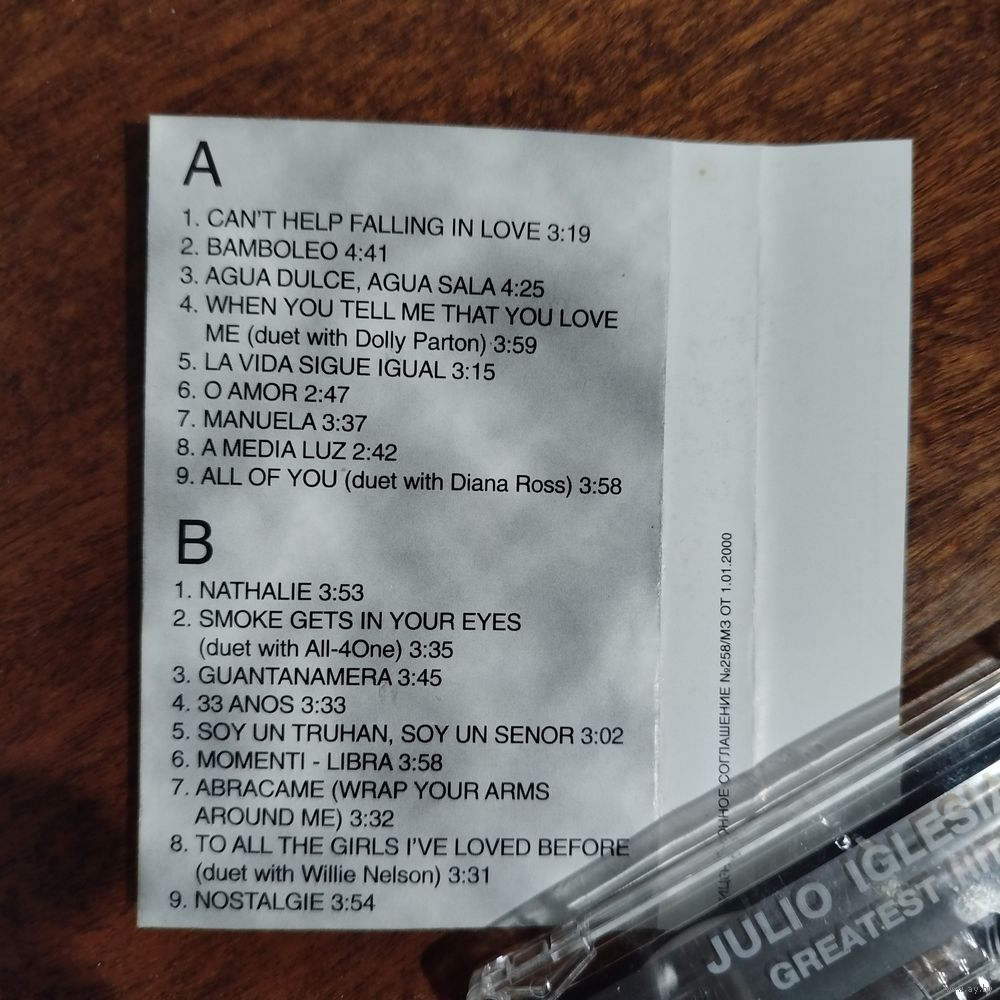 A
1. CAN'T HELP FALLING IN LOVE 3:19
2. BAMBOLEO 4:41
3. AGUA DULCE, AGUA SALA 4:25
4. WHEN YOU TELL ME THAT YOU LOVE
ME (duet with Dolly Parton) 3:59
5. LA VIDA SIGUE IGUAL 3:15
6. O AMOR 2:47
7. MANUELA 3:37
8. A MEDIA LUZ 2:42
9. ALL OF YOU (duet with Diana Ross) 3:58
B
1. NATHALIE 3:53
2. SMOKE GETS IN YOUR EYES
(duet with All-4One) 3:35
3. GUANTANAMERA 3:45
4. 33 ANOS 3:33
5. SOY UN TRUHAN, SOY UN SENOR 3:02
6. MOMENTI - LIBRA 3:58
7. ABRACAME (WRAP YOUR ARMS
AROUND ME) 3:32
8. TO ALL THE GIRLS I'VE LOVED BEFORE
(duet with Willie Nelson) 3:31
9. NOSTALGIE 3:54
СОГЛАШЕНИЕ №258/МЗ ОТ 1.01.2000
JULIO IGLESIA
GREATEST HIT